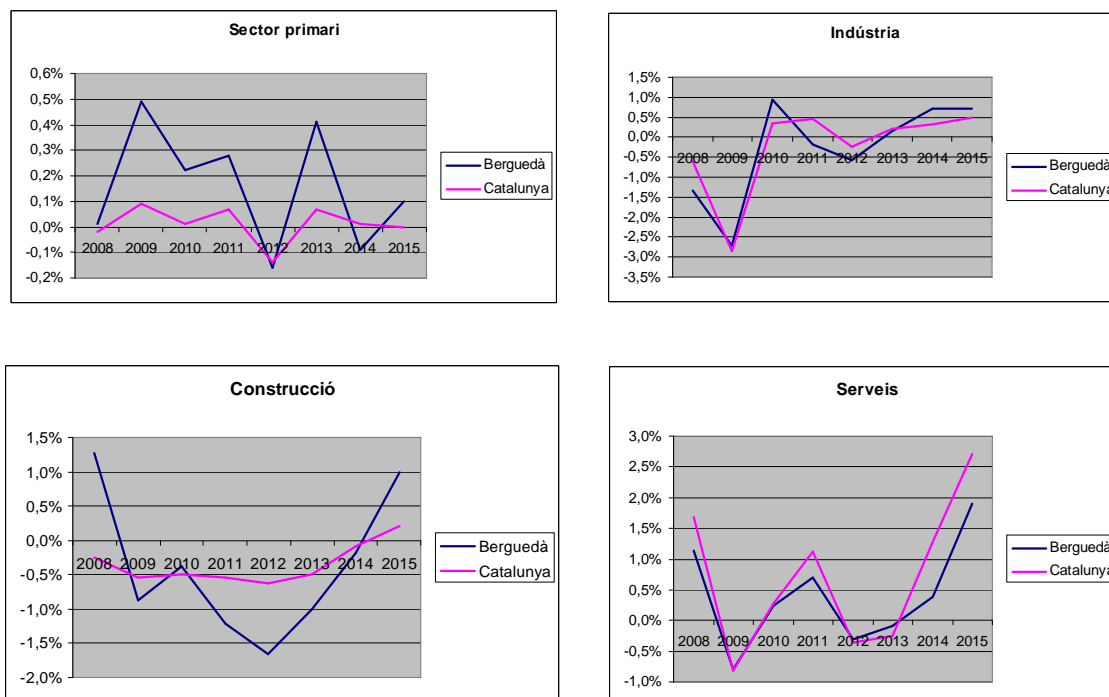 Sector primari
0,6%
0,5%
0,4%
0,3%
0,2%
0,1%
0,0%
-0,1%
-0,2%
2008 2009 2010 2011 2012 2013 2014 2015
Berguedà
Catalunya
Indústria
1,5%
1,0%
0,5%
0,0%
-0,5%
-1,0%
-1,5%
-2,0%
-2,5%
-3,0%
-3,5%
2008 2009 2010 2011 2012 2013 2014 2015
Berguedà
Catalunya
Construcció
1,5%
1,0%
0,5%
0,0%
-0,5%
-1,0%
-1,5%
-2,0%
2008 2009 2010 2011 2012 2013 2014 2015
Berguedà
Catalunya
Serveis
3,0%
2,5%
2,0%
1,5%
1,0%
0,5%
0,0%
-0,5%
-1,0%
2008 2009 2010 2011 2012 2013 2014 2015
Berguedà
Catalunya